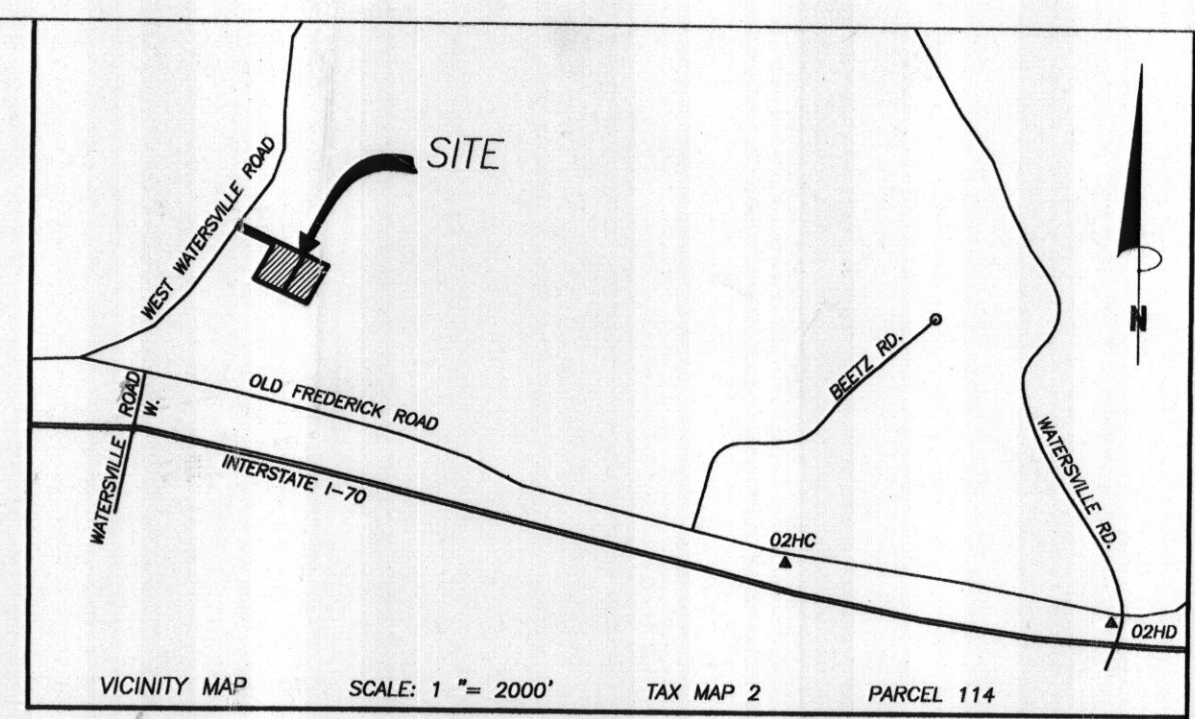 SITE
WEST WATERSVILLE ROAD
N
BEETZ RD.
OLD FREDERICK ROAD
WATERSVILLE ROAD
W.
INTERSTATE I-70
WATERSVILLE RD.
02HC
02HD
VICINITY MAP SCALE: 1 "= 2000' TAX MAP 2 PARCEL 114